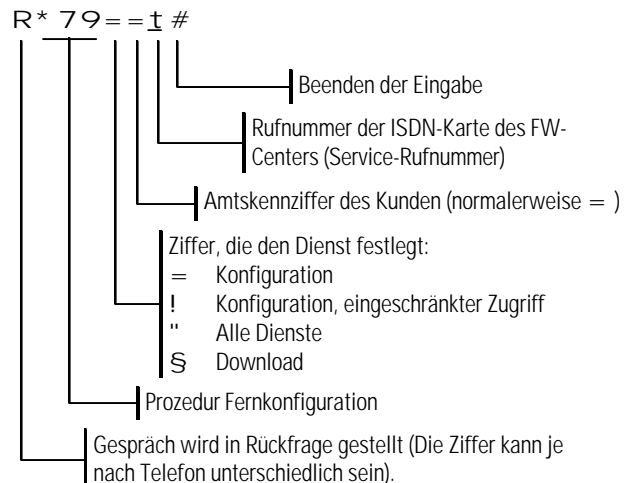 R*79==t#
Beenden der Eingabe
Rufnummer der ISDN-Karte des FW-
Centers (Service-Rufnummer)
Amtskennziffer des Kunden (normalerweise = )
Ziffer, die den Dienst festlegt:
= Konfiguration
! Konfiguration, eingeschränkter Zugriff
" Alle Dienste
§ Download
Prozedur Fernkonfiguration
Gespräch wird in Rückfrage gestellt (Die Ziffer kann je
nach Telefon unterschiedlich sein).